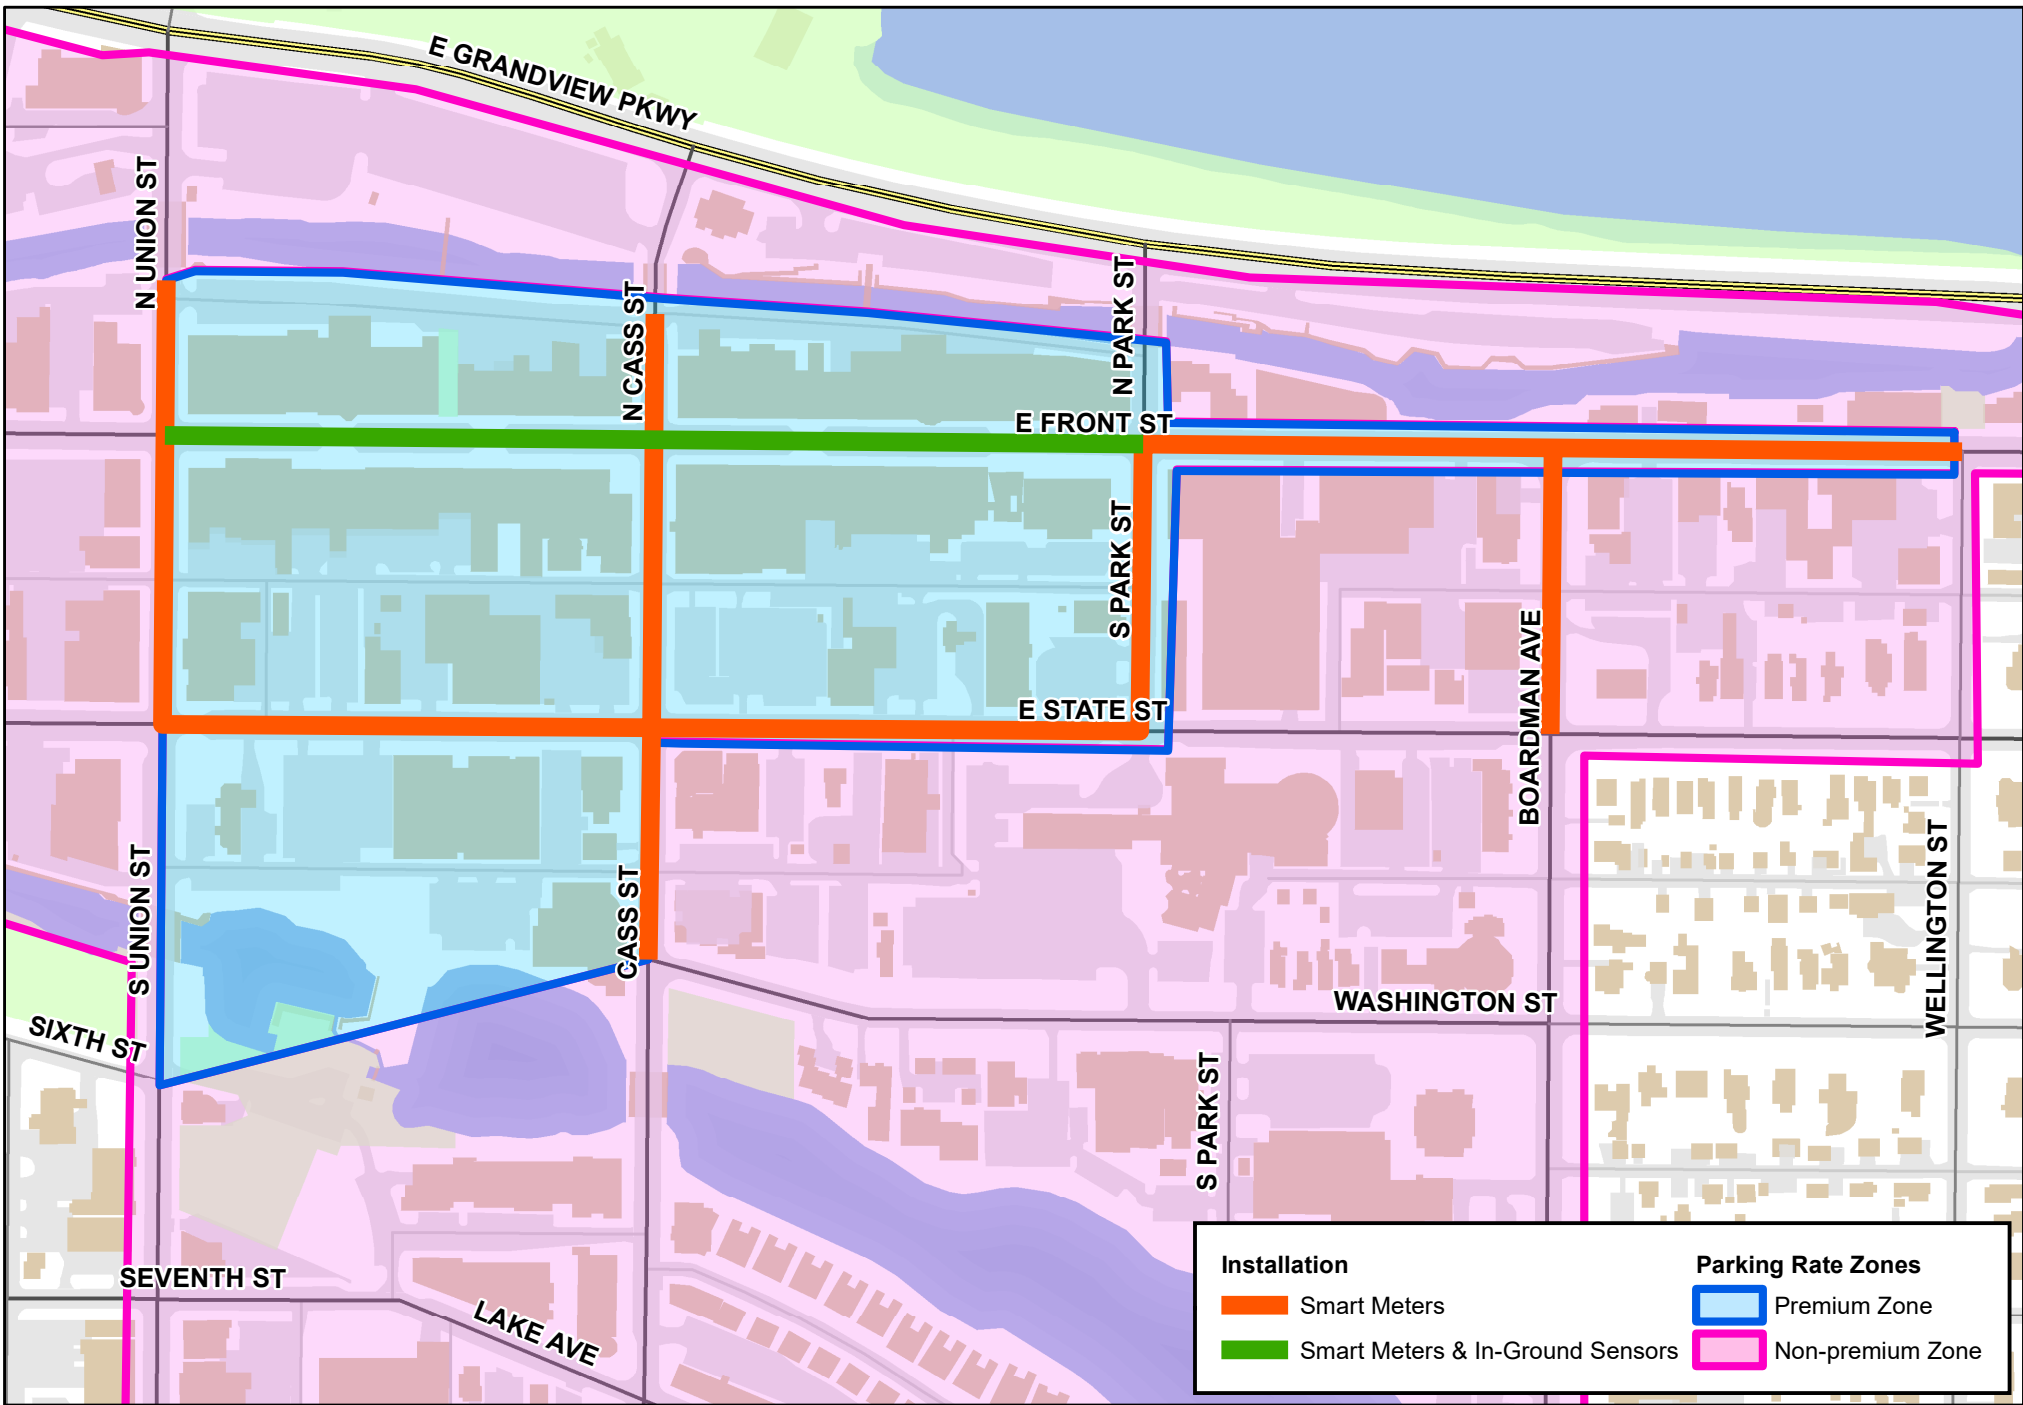 E GRANDVIEW PKWY
N UNION ST
N CASS ST
N PARK ST
E FRONT ST
S PARK ST
E STATE ST
BOARDMAN AVE
S UNION ST
CASS ST
WELLINGTON ST
WASHINGTON ST
SIXTH ST
S PARK ST
SEVENTH ST
LAKE AVE
Installation
Smart Meters
Smart Meters & In-Ground Sensors
Parking Rate Zones
Premium Zone
Non-premium Zone